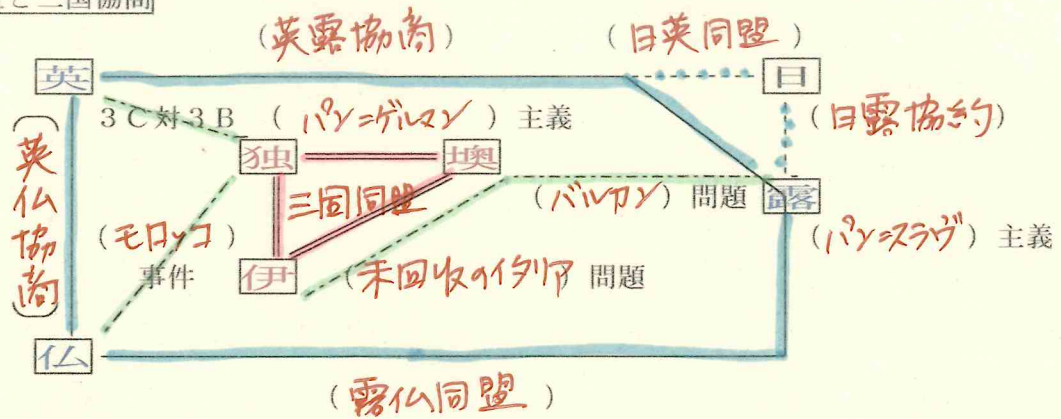 と三国協商
（英露協商）　（日英同盟）
英　日
3C対3B　（パン＝ゲルマン）主義　（日露協約）
独　墺
英仏協商
三国同盟　（バルカン）問題　露
（モロッコ）事件　（パン＝スラヴ）主義
伊　（未回収のイタリア）問題
仏
（露仏同盟）